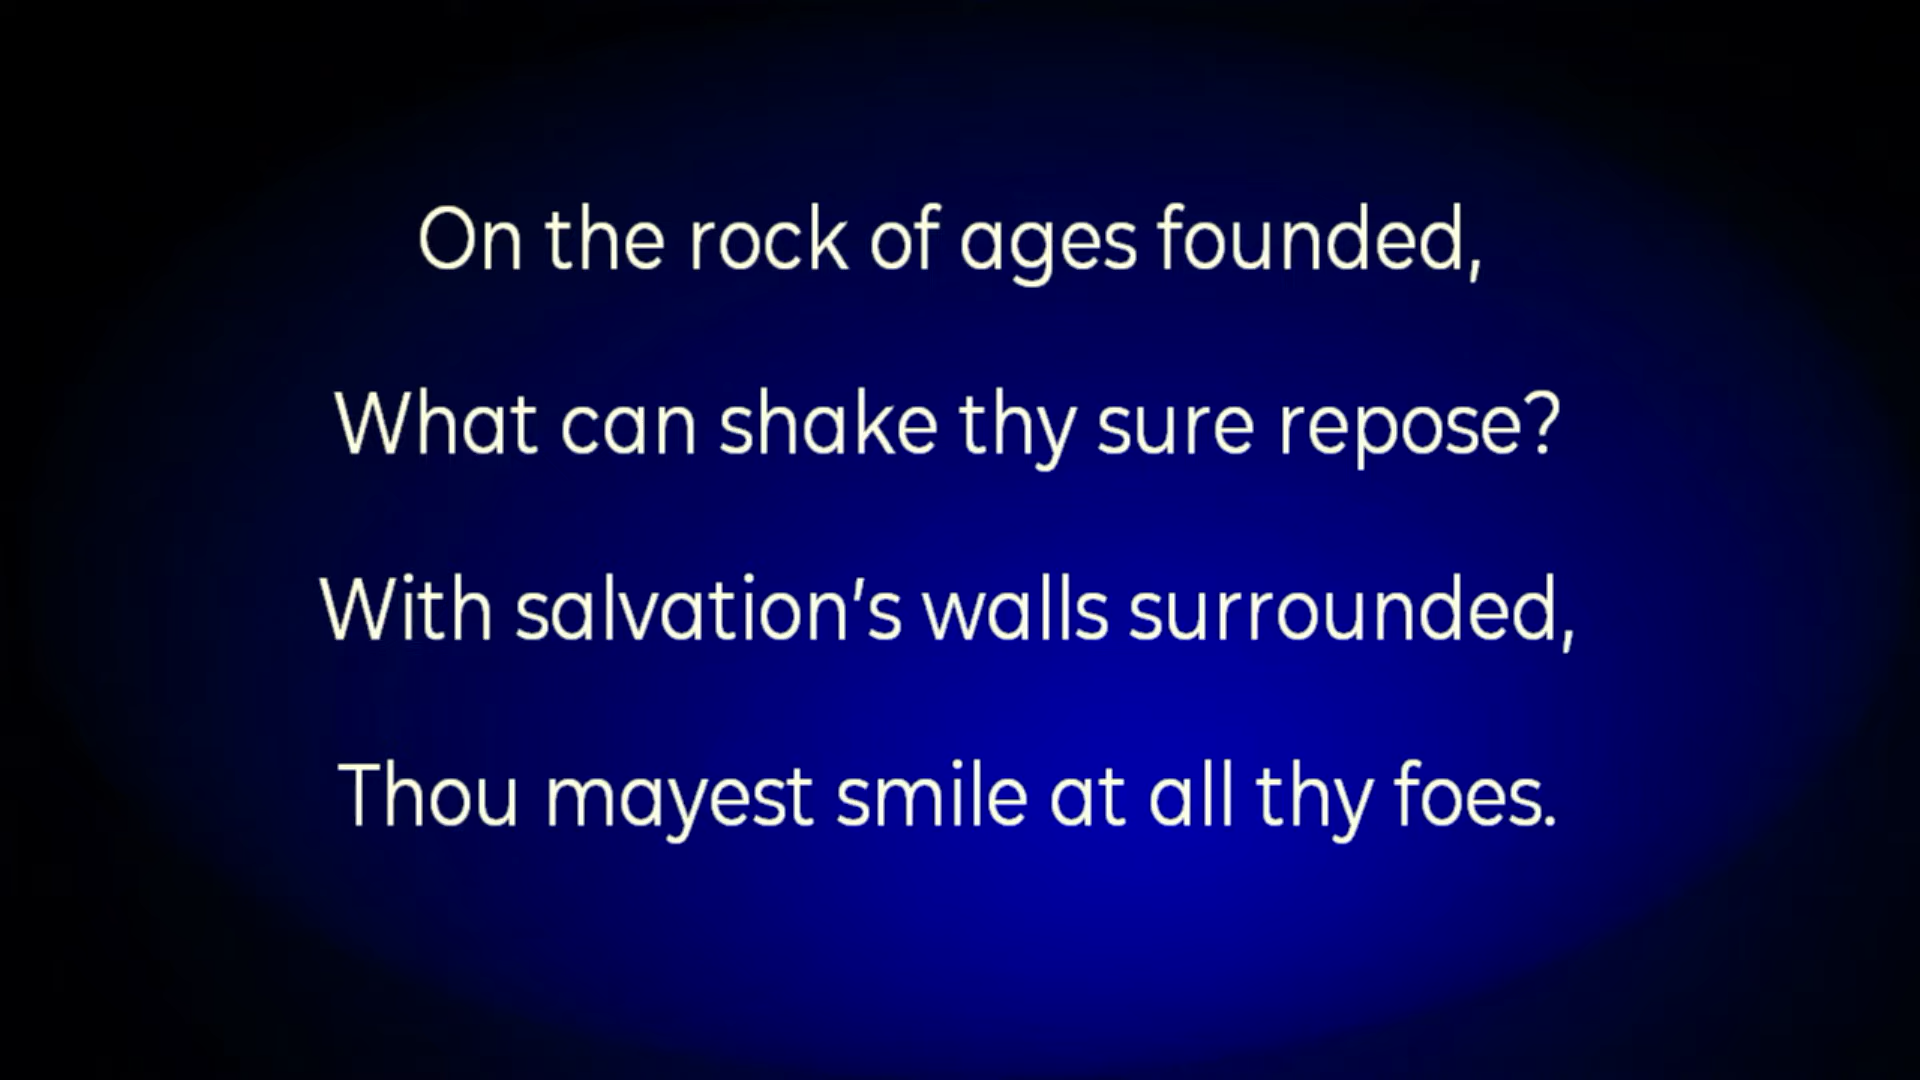 On the rock of ages founded,
What can shake thy sure repose?
With salvation’s walls surrounded,
Thou mayest smile at all thy foes.